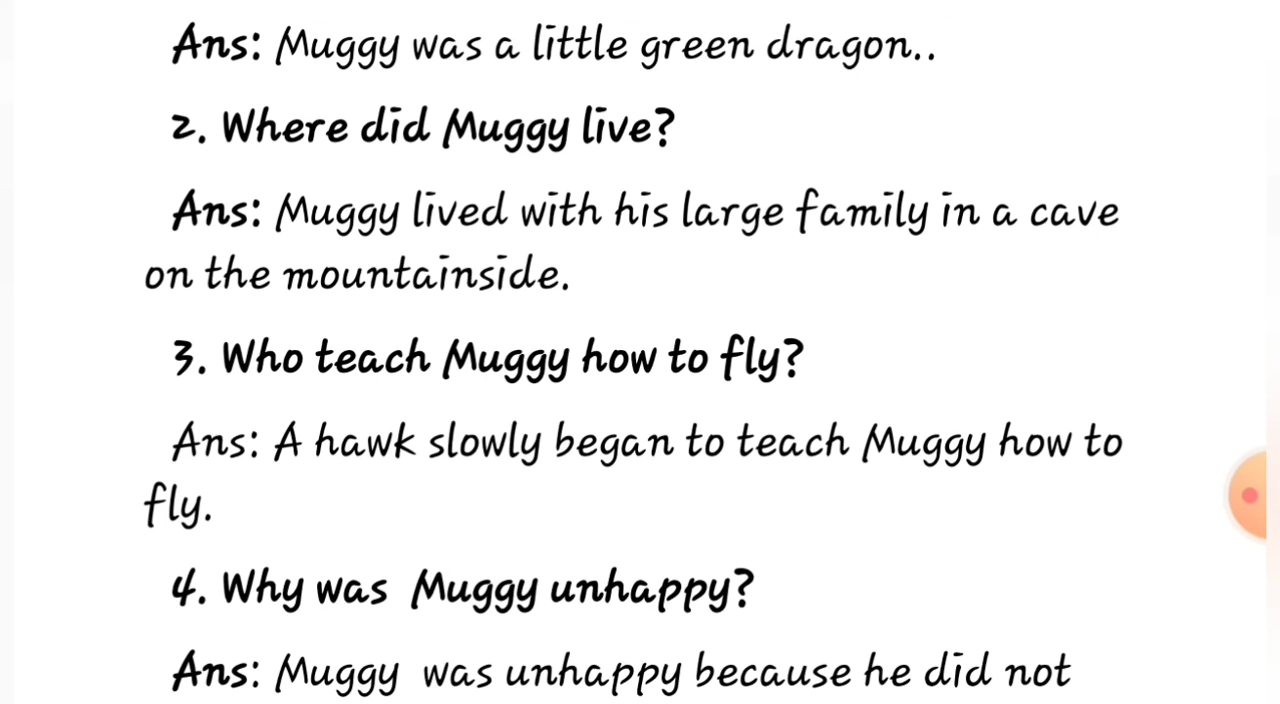 Ans: Muggy was a little green dragon..
2. Where did Muggy live?
Ans: Muggy lived with his large family in a cave
on the mountainside.
3. Who teach Muggy how to fly?
Ans: A hawk slowly began to teach Muggy how to
fly.
4. Why was Muggy unhappy?
Ans: Muggy was unhappy because he did not